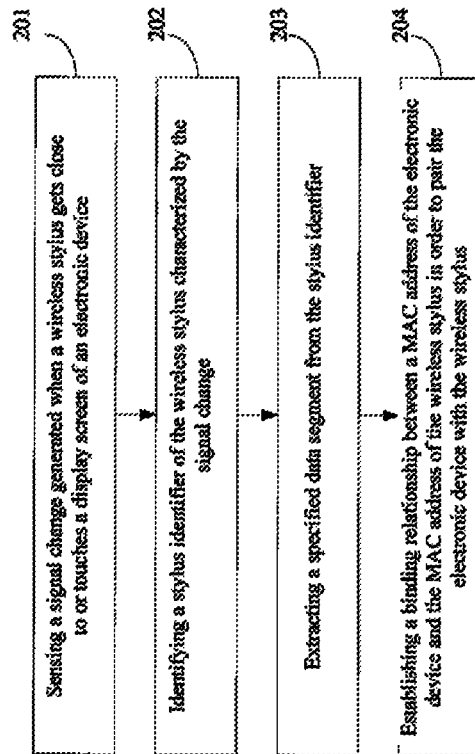 201
Sensing a signal change generated when a wireless stylus gets close
to or touches a display screen of an electronic device
202
Identifying a stylus identifier of the wireless stylus characterized by the
signal change
203
Extracting a specified data segment from the stylus identifier
204
Establishing a binding relationship between a MAC address of the electronic
device and the MAC address of the wireless stylus in order to pair the
electronic device with the wireless stylus